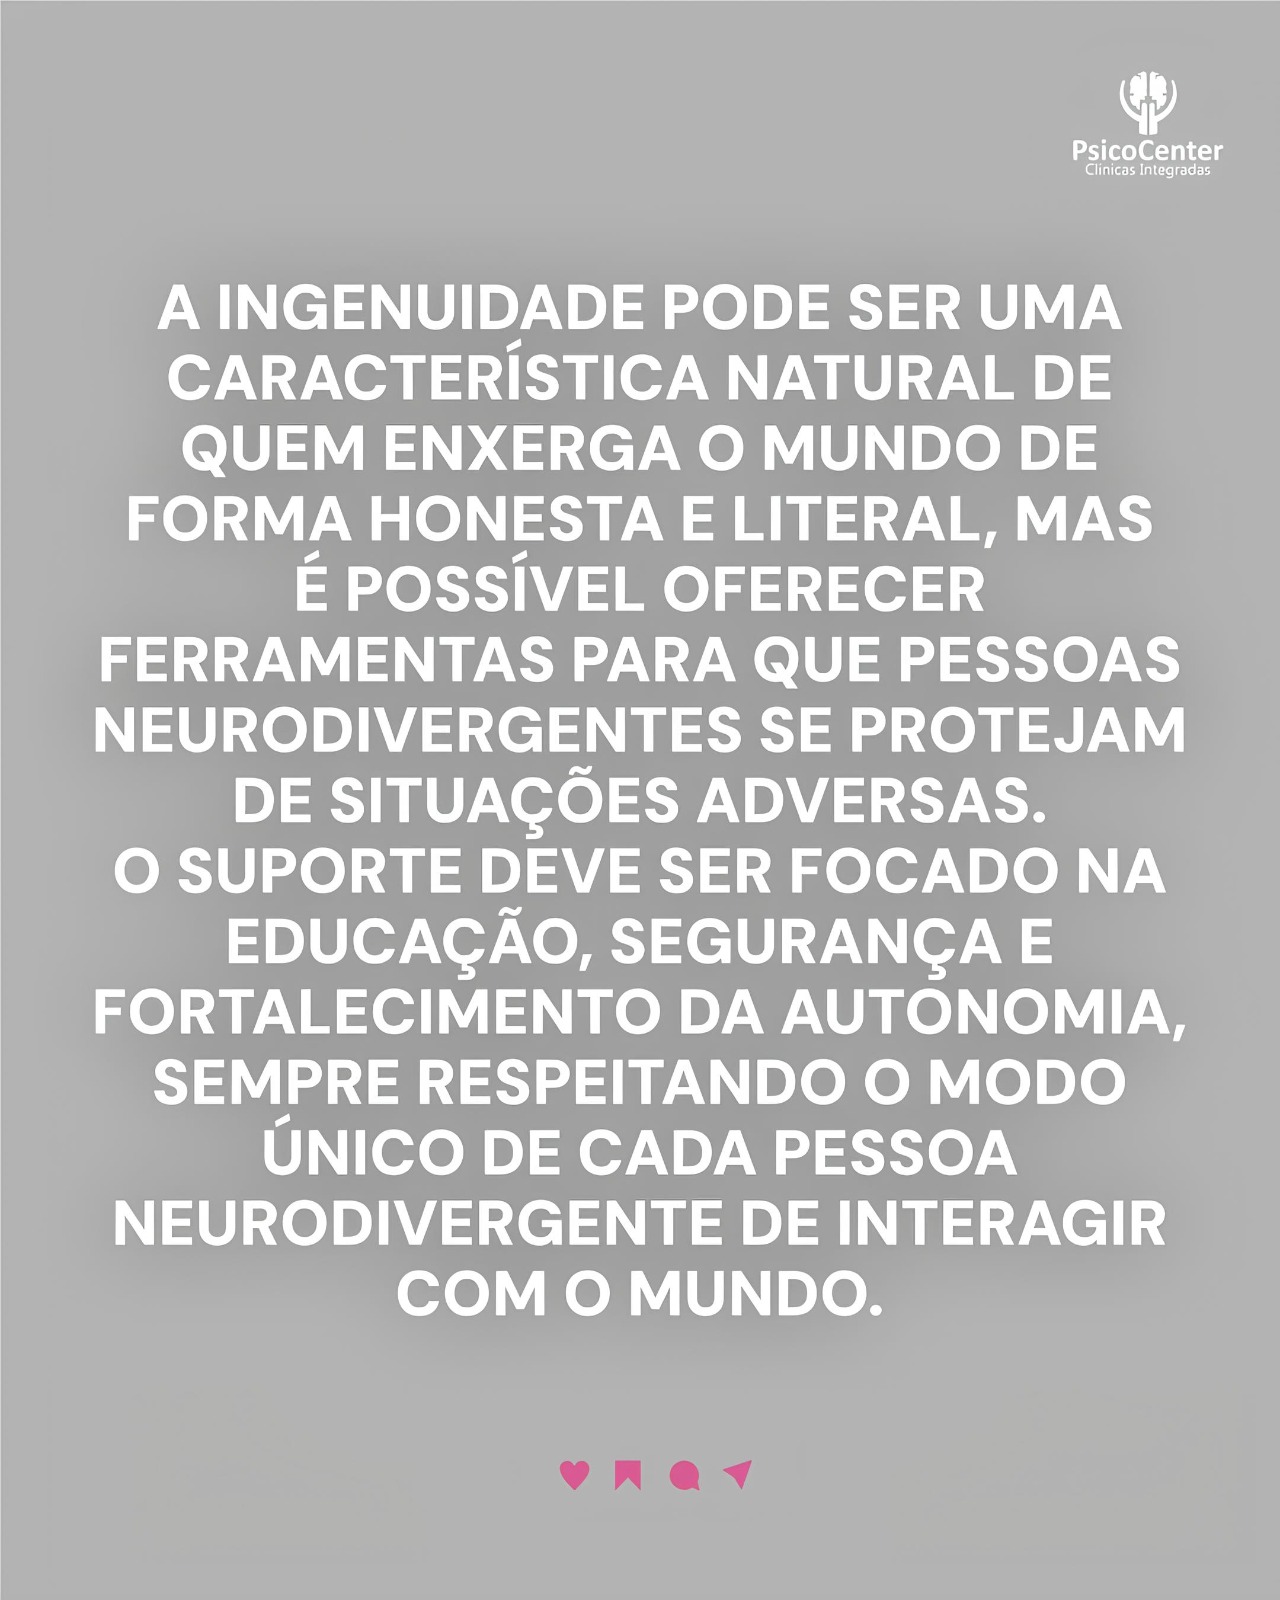 PsicoCenter
Clinicas Integradas
A INGENUIDADE PODE SER UMA
CARACTERÍSTICA NATURAL DE
QUEM ENXERGA O MUNDO DE
FORMA HONESTA E LITERAL, MAS
É POSSÍVEL OFERECER
FERRAMENTAS PARA QUE PESSOAS
NEURODIVERGENTES SE PROTEJAM
DE SITUAÇÕES ADVERSAS.
O SUPORTE DEVE SER FOCADO NA
EDUCAÇÃO, SEGURANÇA E
FORTALECIMENTO DA AUTONOMIA,
SEMPRE RESPEITANDO O MODO
ÚNICO DE CADA PESSOA
NEURODIVERGENTE DE INTERAGIR
COM O MUNDO.